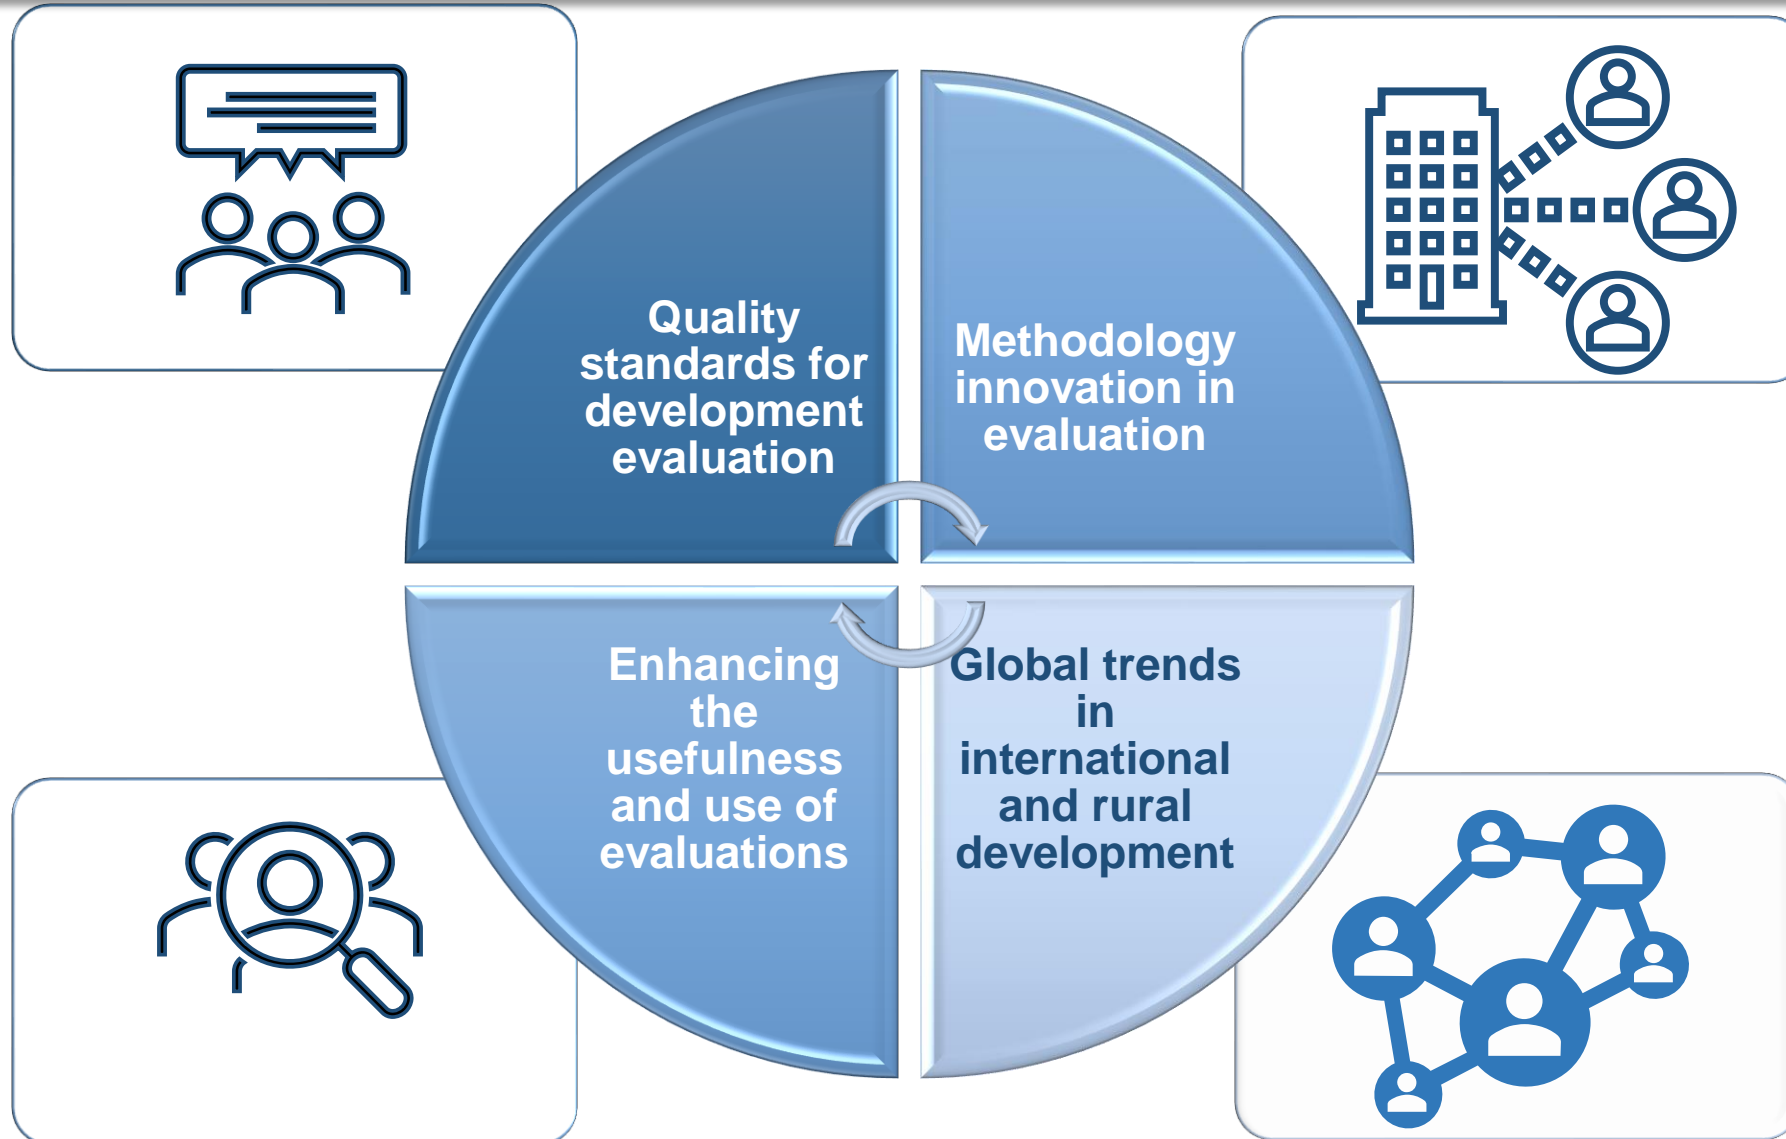 Quality
standards for
development
evaluation
Methodology
innovation in
evaluation
Enhancing
the
usefulness
and use of
evaluations
Global trends
in
international
and rural
development